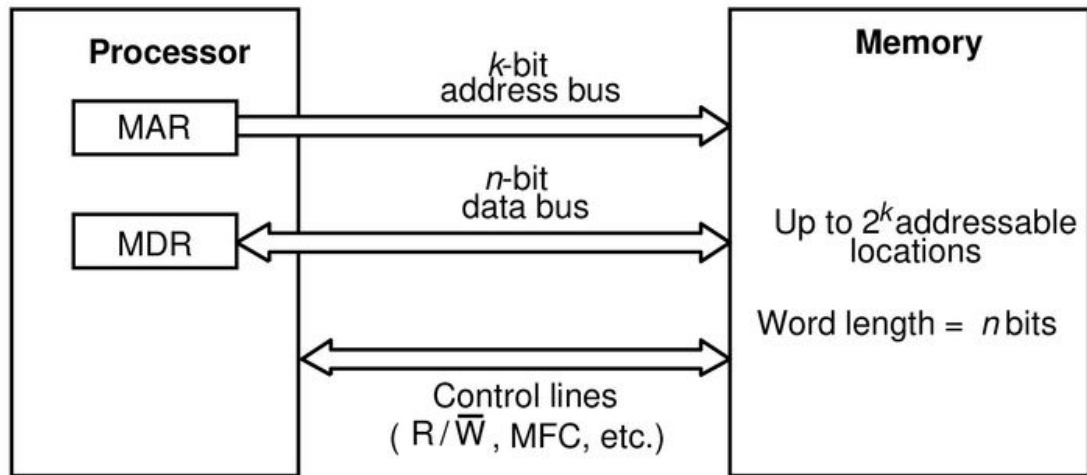 Processor
MAR
MDR
k-bit
address bus
n-bit
data bus
Control lines
( R / W̅ , MFC, etc.)
Memory
Up to 2ᵏ addressable
locations
Word length = n bits